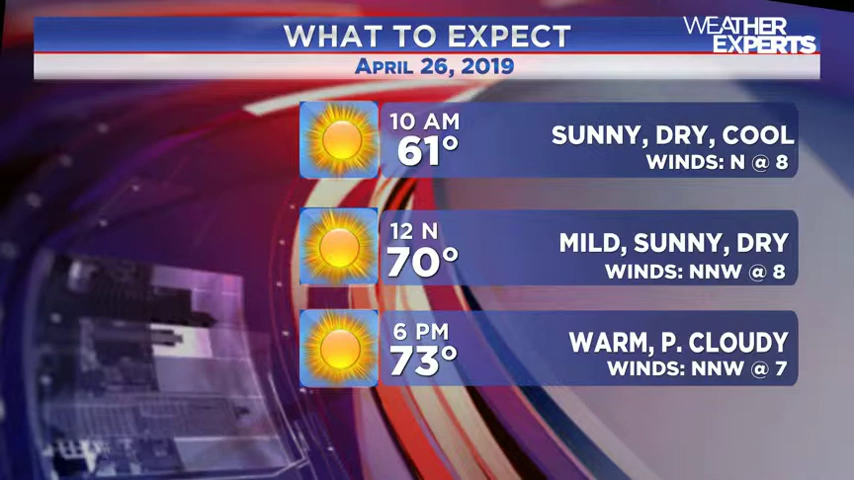 WHAT TO EXPECT
WEATHER
EXPERTS
APRIL 26, 2019
10 AM
61°
SUNNY, DRY, COOL
WINDS: N @ 8
12 N
70°
MILD, SUNNY, DRY
WINDS: NNW @ 8
6 PM
73°
WARM, P. CLOUDY
WINDS: NNW @ 7